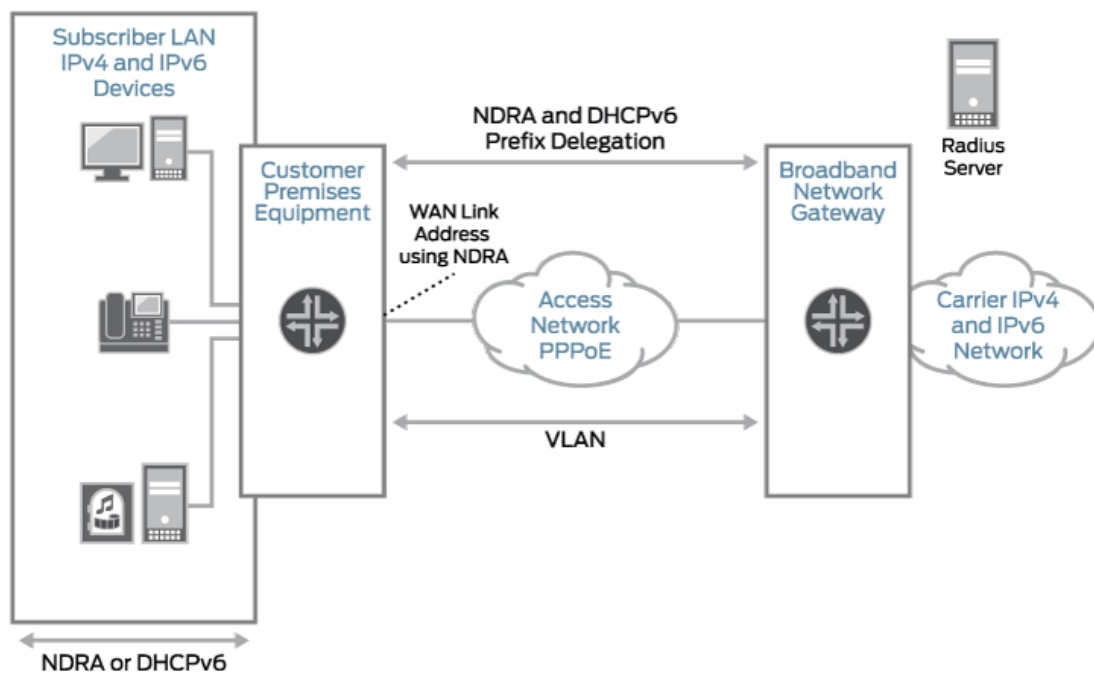 Subscriber LAN
IPv4 and IPv6
Devices
NDRA and DHCPv6
Prefix Delegation
Radius
Server
Customer
Premises
Equipment
Broadband
Network
Gateway
WAN Link
Address
using NDRA
Access
Network
PPPoE
Carrier IPv4
and IPv6
Network
VLAN
NDRA or DHCPv6